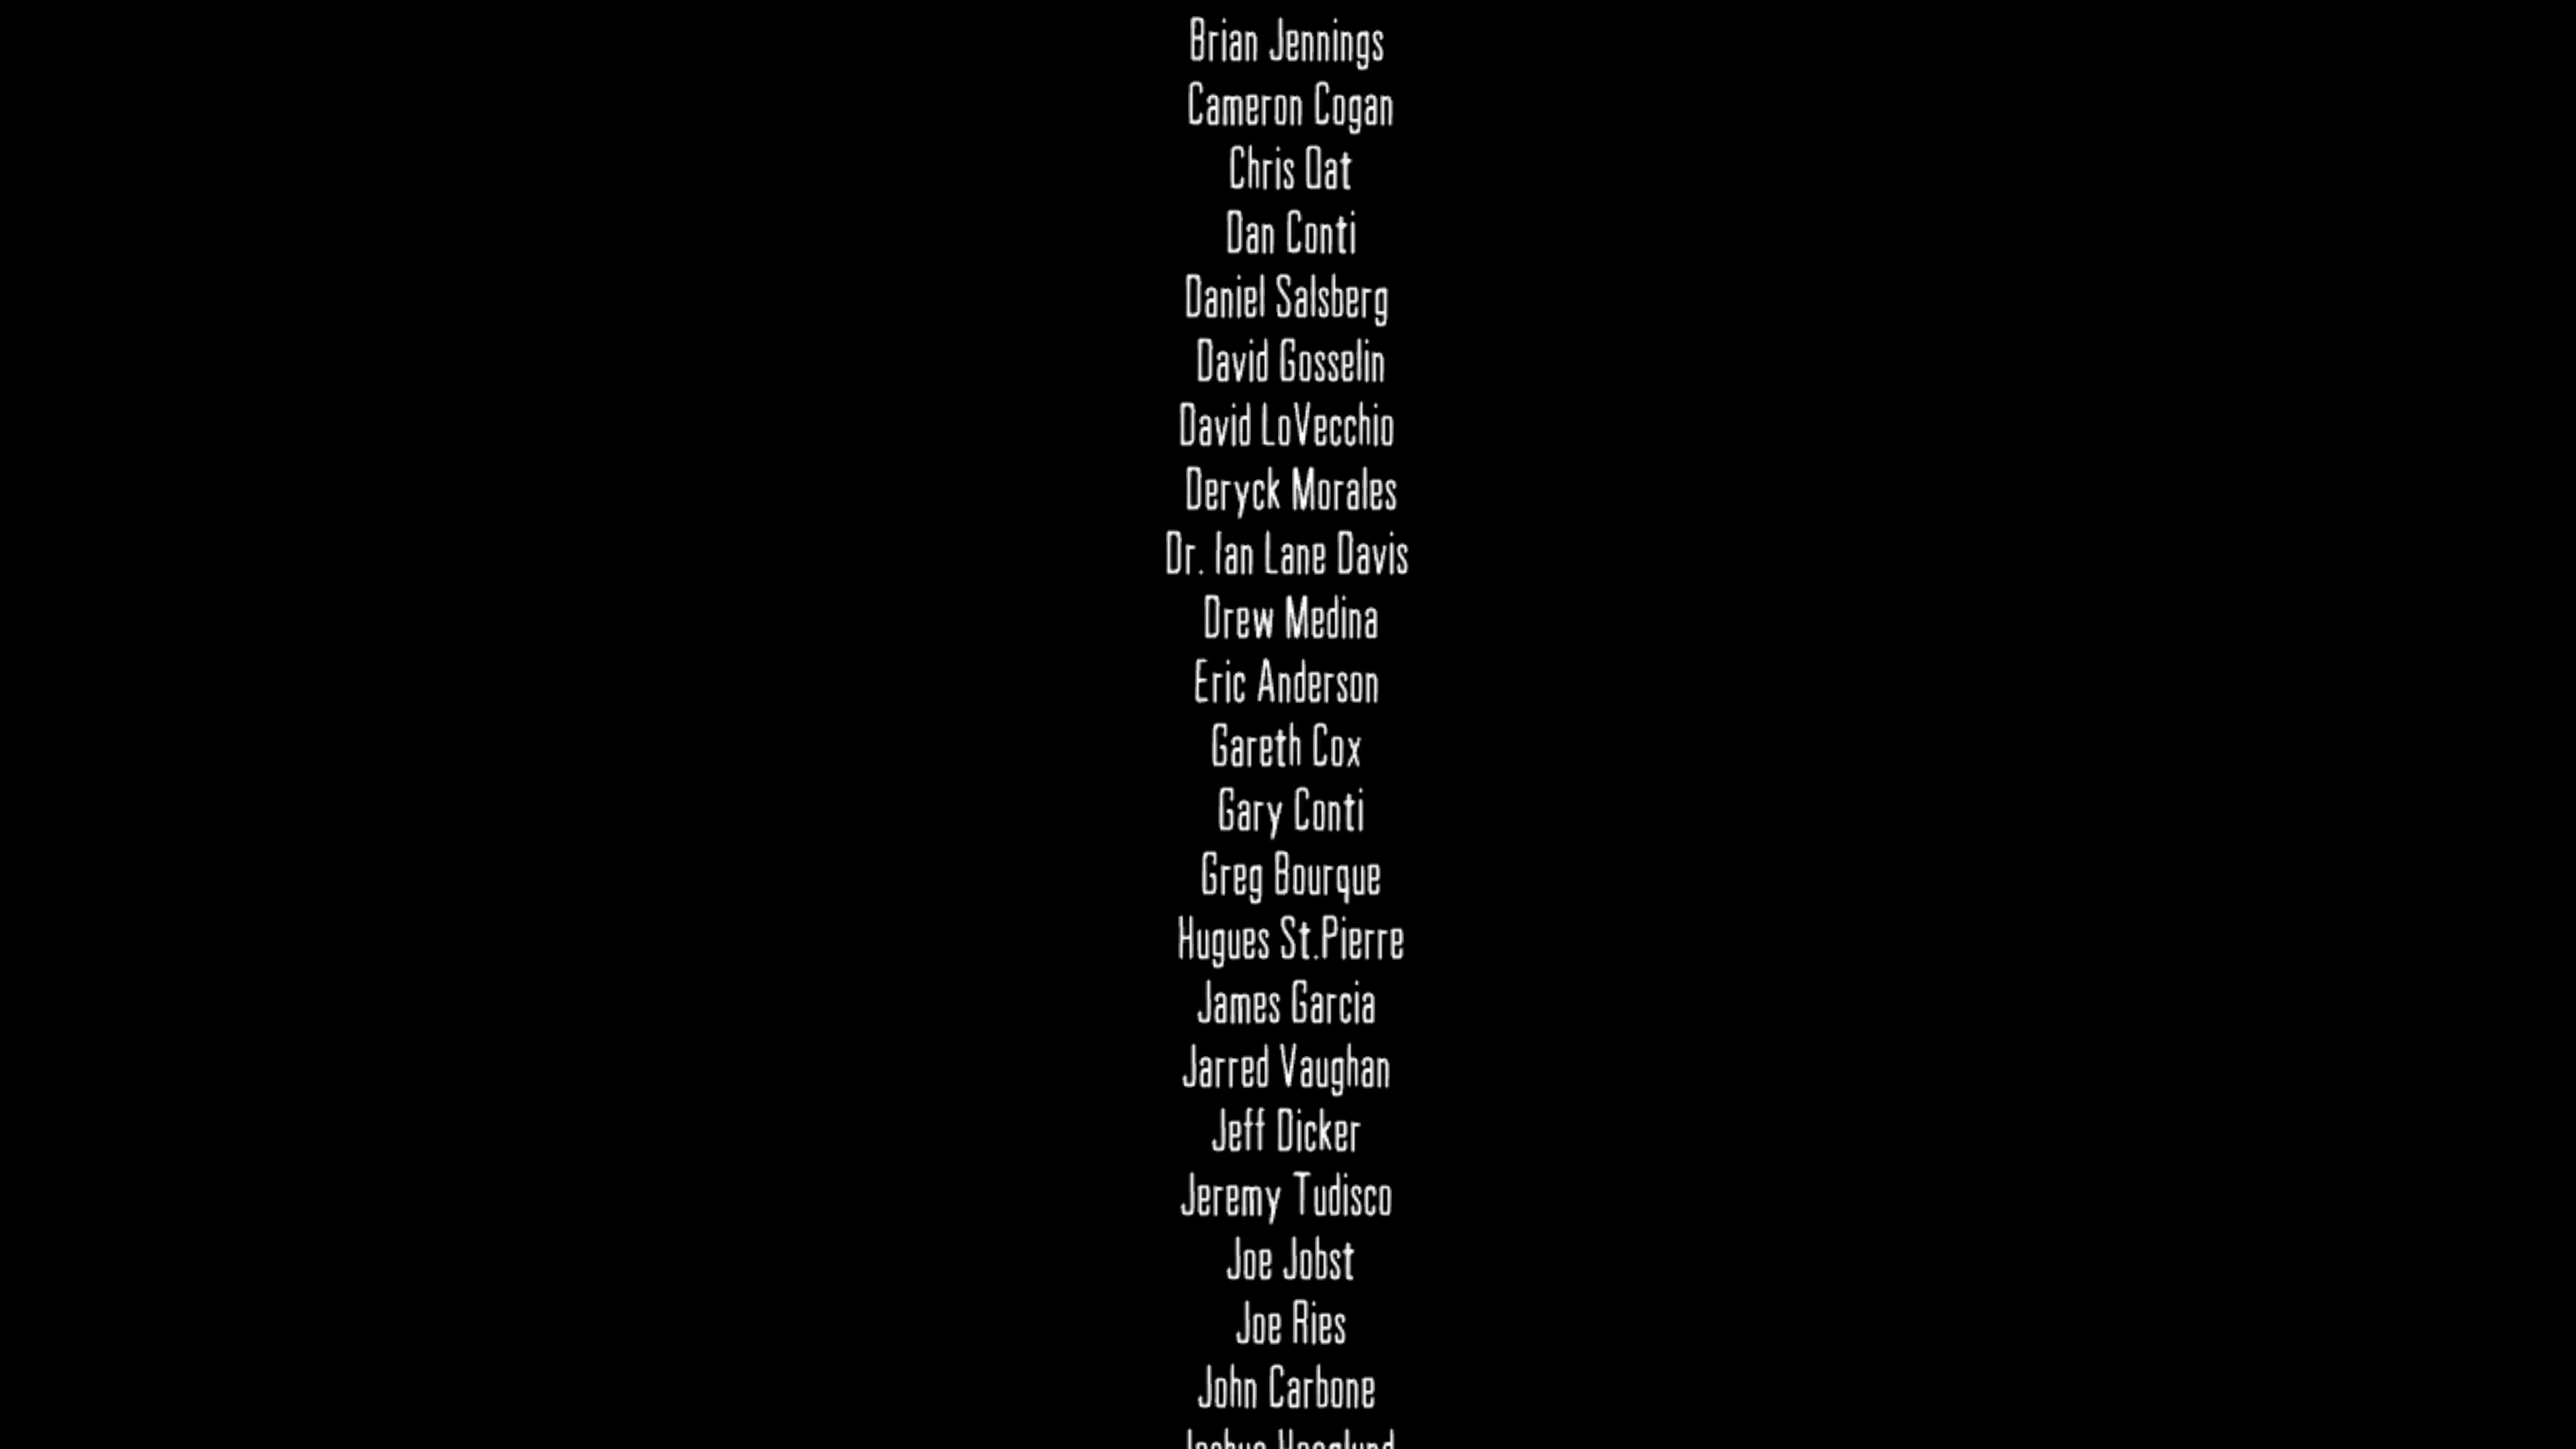 Brian Jennings
Cameron Cogan
Chris Oat
Dan Conti
Daniel Salsberg
David Gosselin
David LoVecchio
Deryck Morales
Dr. Ian Lane Davis
Drew Medina
Eric Anderson
Gareth Cox
Gary Conti
Greg Bourque
Hugues St.Pierre
James Garcia
Jarred Vaughan
Jeff Dicker
Jeremy Tudisco
Joe Jobst
Joe Ries
John Carbone